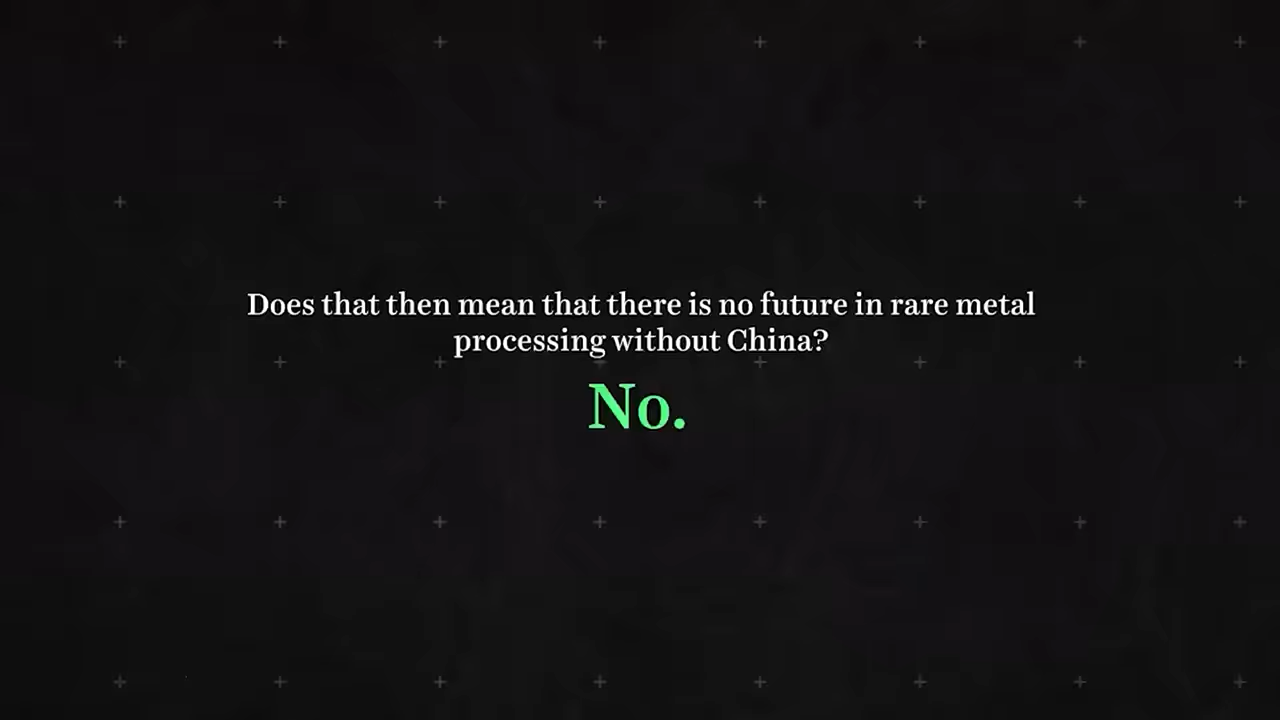 Does that then mean that there is no future in rare metal
processing without China?
No.